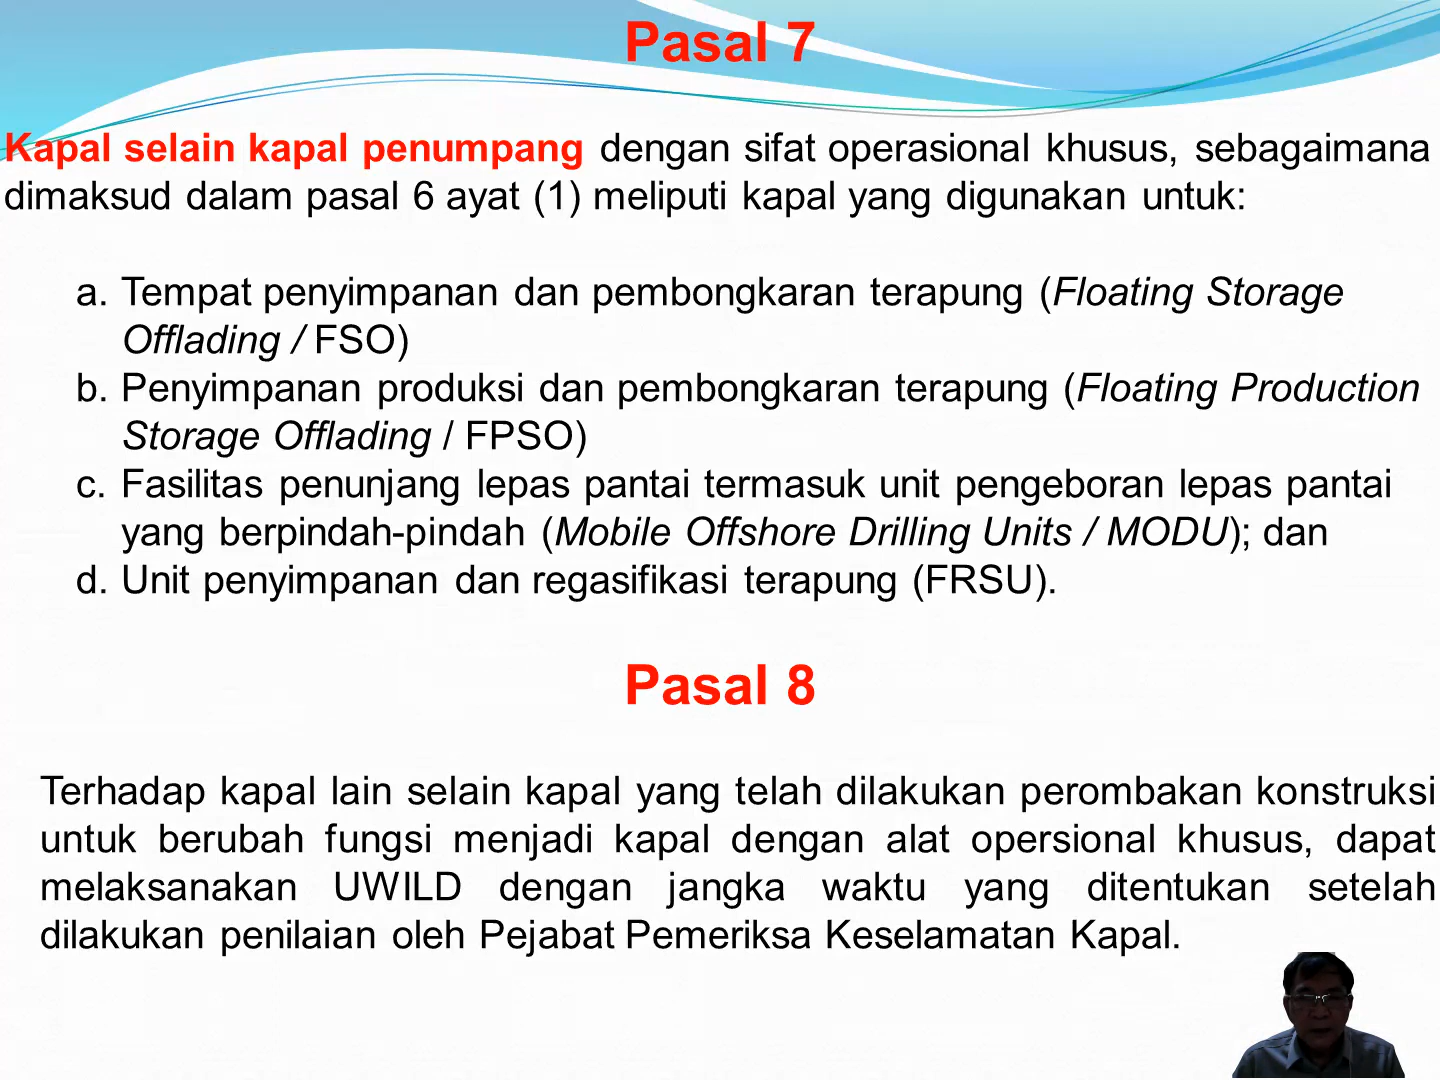 Pasal 7
Kapal selain kapal penumpang dengan sifat operasional khusus, sebagaimana
dimaksud dalam pasal 6 ayat (1) meliputi kapal yang digunakan untuk:
a. Tempat penyimpanan dan pembongkaran terapung (Floating Storage
Offlading / FSO)
b. Penyimpanan produksi dan pembongkaran terapung (Floating Production
Storage Offlading / FPSO)
c. Fasilitas penunjang lepas pantai termasuk unit pengeboran lepas pantai
yang berpindah-pindah (Mobile Offshore Drilling Units / MODU); dan
d. Unit penyimpanan dan regasifikasi terapung (FRSU).
Pasal 8
Terhadap kapal lain selain kapal yang telah dilakukan perombakan konstruksi
untuk berubah fungsi menjadi kapal dengan alat opersional khusus, dapat
melaksanakan UWILD dengan jangka waktu yang ditentukan setelah
dilakukan penilaian oleh Pejabat Pemeriksa Keselamatan Kapal.